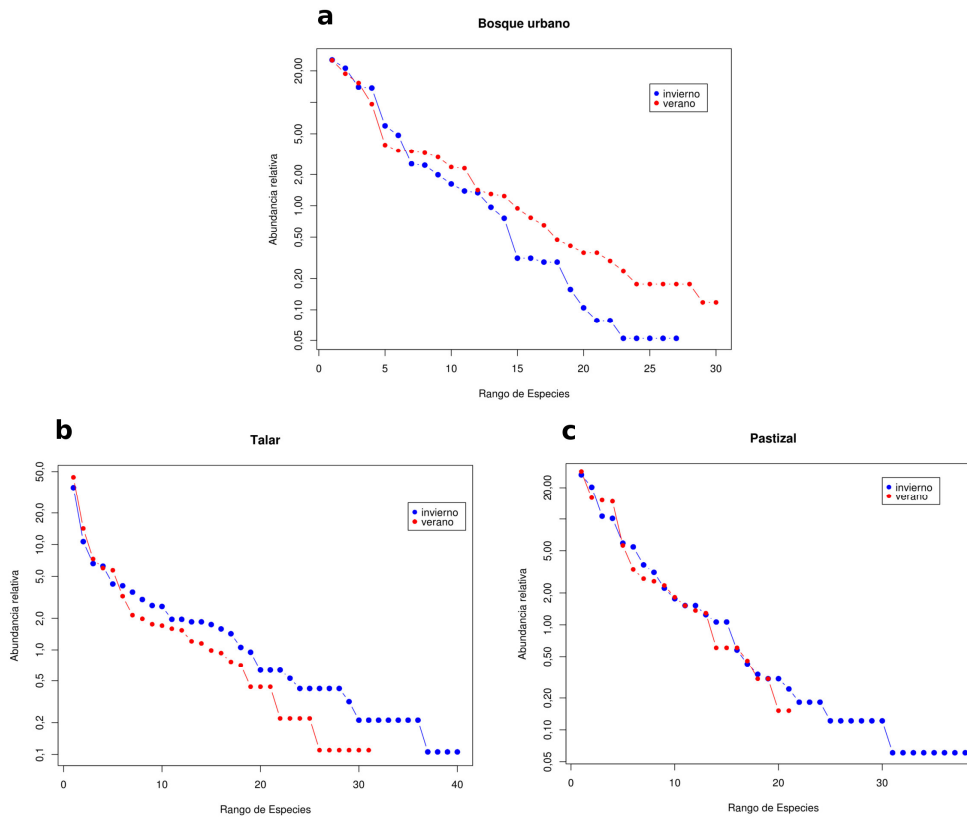 a
Bosque urbano
20,00
5,00
2,00
1,00
0,50
0,20
0,10
0,05
Abundancia relativa
invierno
verano
0 5 10 15 20 25 30
Rango de Especies
b
Talar
50,0
20,0
10,0
5,0
2,0
1,0
0,5
0,2
0,1
Abundancia relativa
invierno
verano
0 10 20 30 40
Rango de Especies
c
Pastizal
20,00
5,00
2,00
1,00
0,50
0,20
0,10
0,05
Abundancia relativa
invierno
verano
0 10 20 30
Rango de Especies